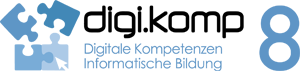 digi.komp 8
Digitale Kompetenzen
Informatische Bildung